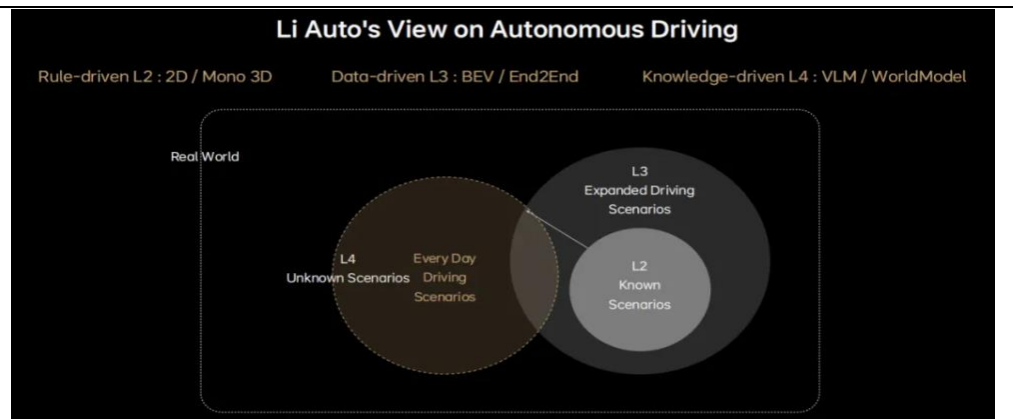 Li Auto's View on Autonomous Driving
Rule-driven L2 : 2D / Mono 3D
Data-driven L3 : BEV / End2End
Knowledge-driven L4 : VLM / WorldModel
Real World
L3
Expanded Driving
Scenarios
L4
Unknown Scenarios
Every Day
Driving
Scenarios
L2
Known
Scenarios